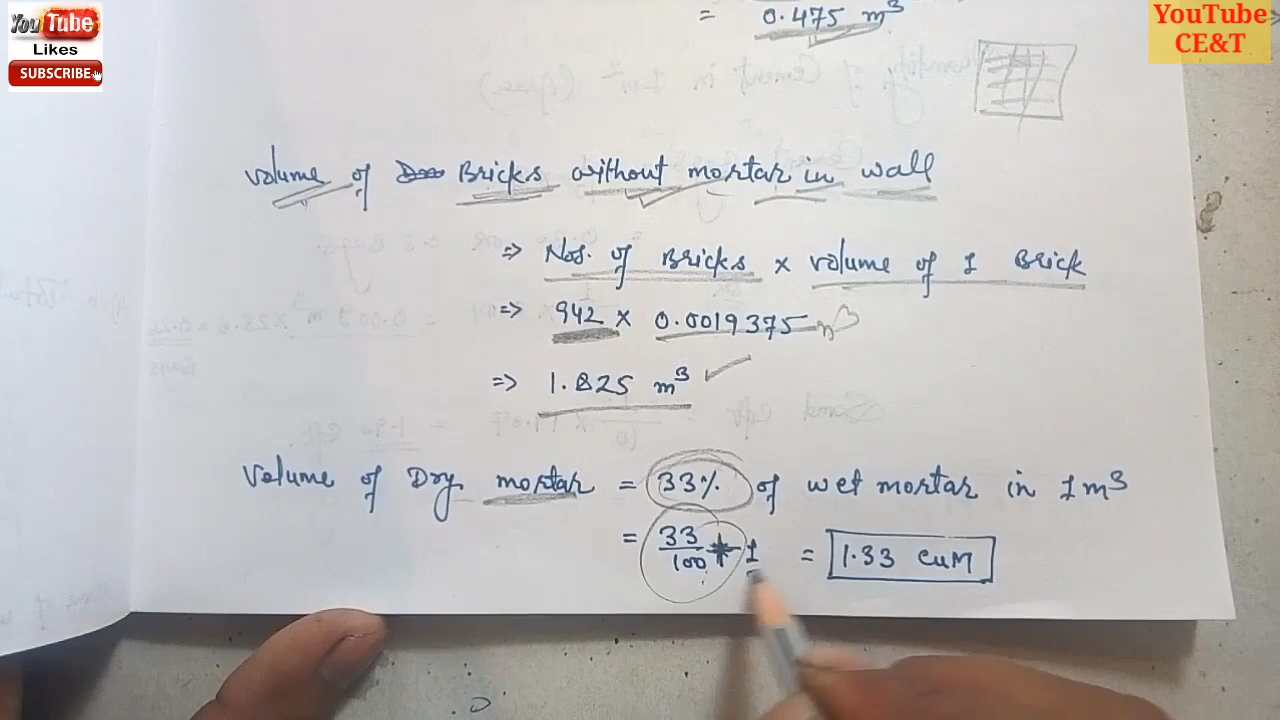 YouTube
Likes
SUBSCRIBE
YouTube
CE&T
= 0.475 m³
Volume of Bricks without mortar in wall
=> Nos. of Bricks x volume of 1 Brick
=> 942 x 0.0019375 m³
=> 1.825 m³
Volume of Dry mortar = 33% of wet mortar in 1m³
= 33/100 + 1 = 1.33 CuM